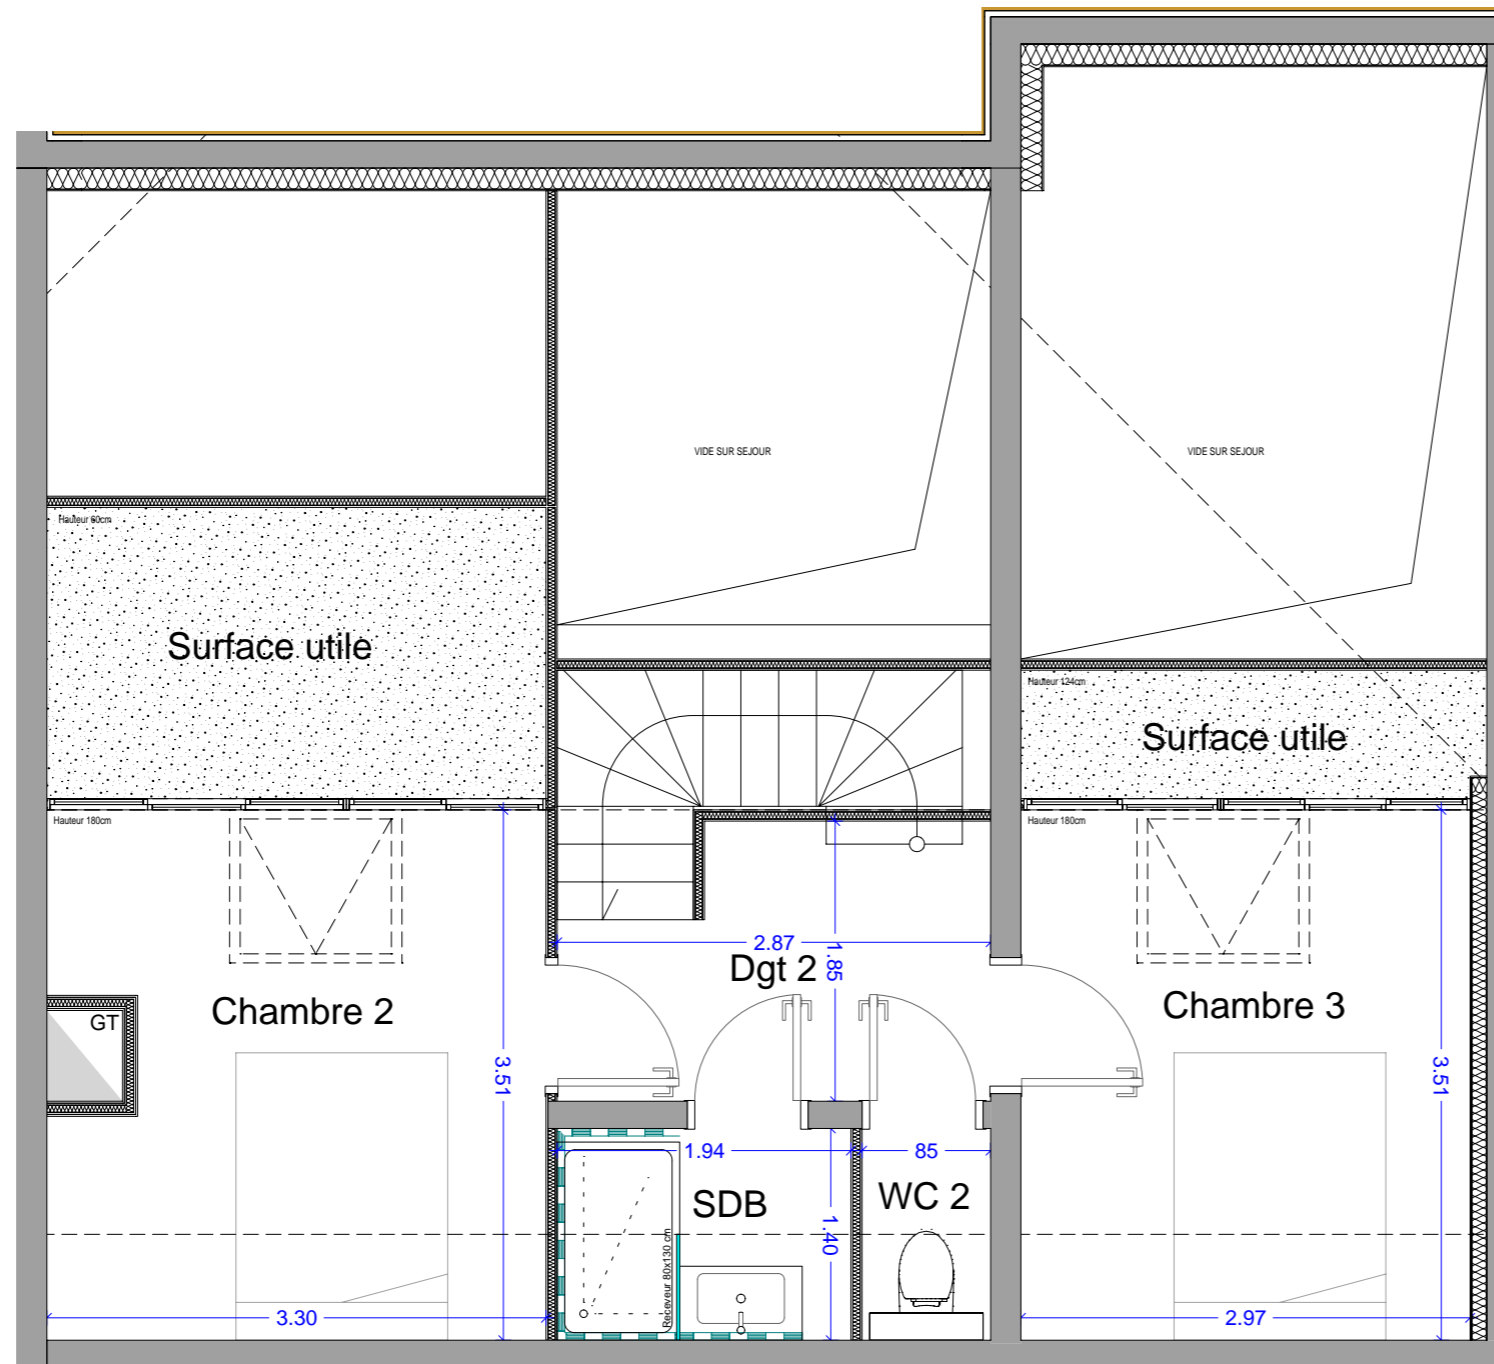 VIDE SUR SEJOUR
VIDE SUR SEJOUR
Hauteur 60cm
Surface utile
Hauteur 124cm
Surface utile
Hauteur 180cm
Hauteur 180cm
2.87
1.85
Dgt 2
Chambre 2
Chambre 3
GT
3.51
3.51
1.94
85
SDB
WC 2
1.40
Receveur 80x130 cm
3.30
2.97